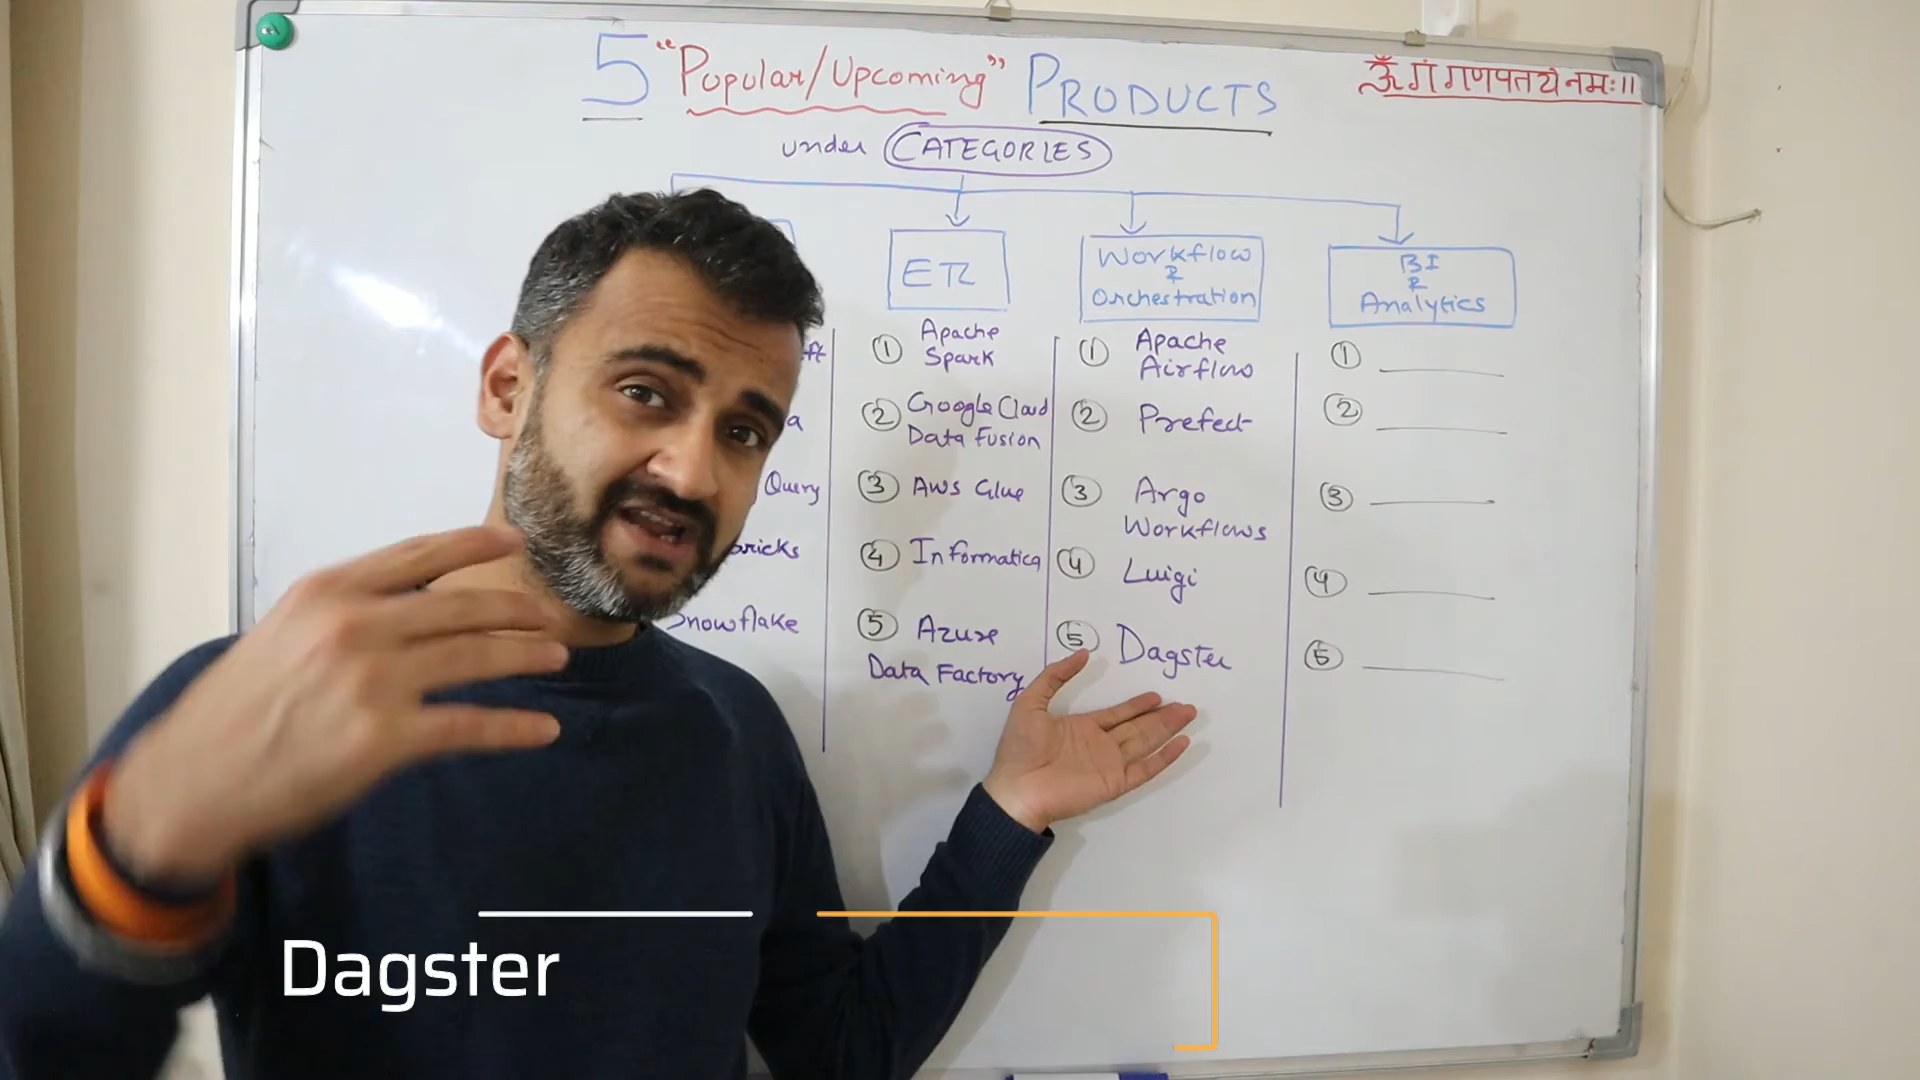 5 "Popular/Upcoming" PRODUCTS
ॐ गं गणपतये नमः॥
under CATEGORIES
ETL
Workflow
&
Orchestration
BI
&
Analytics
① Apache
Spark
② Google Cloud
Data Fusion
③ AWS Glue
④ Informatica
⑤ Azure
Data Factory
① Apache
Airflow
② Prefect
③ Argo
Workflows
④ Luigi
⑤ Dagster
①
②
③
④
⑤
Query
Snowflake
Dagster